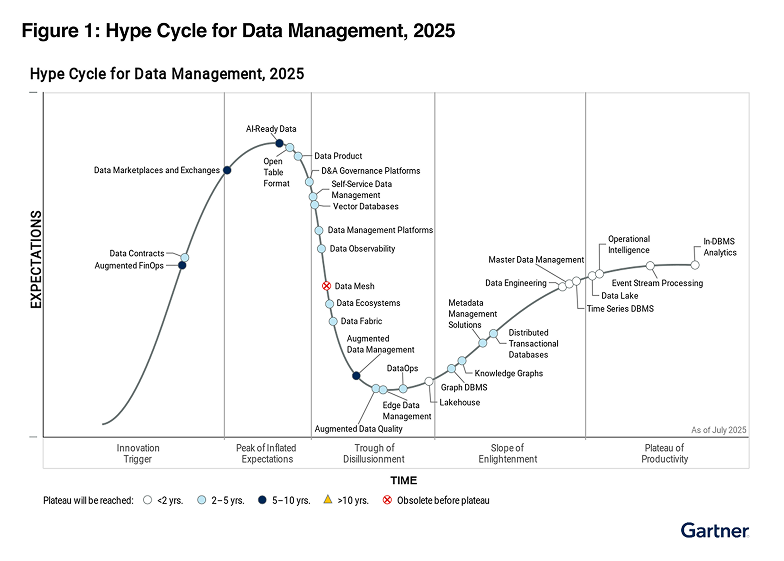 Figure 1: Hype Cycle for Data Management, 2025
Hype Cycle for Data Management, 2025
EXPECTATIONS
AI-Ready Data
Data Marketplaces and Exchanges
Open
Table
Format
Data Product
D&A Governance Platforms
Self-Service Data
Management
Vector Databases
Data Management Platforms
Data Observability
Data Contracts
Augmented FinOps
Data Mesh
Data Ecosystems
Data Fabric
Augmented
Data Management
DataOps
Edge Data
Management
Augmented Data Quality
Lakehouse
Graph DBMS
Knowledge Graphs
Metadata
Management
Solutions
Distributed
Transactional
Databases
Data Engineering
Master Data Management
Time Series DBMS
Data Lake
Operational
Intelligence
Event Stream Processing
In-DBMS
Analytics
As of July 2025
Innovation
Trigger
Peak of Inflated
Expectations
Trough of
Disillusionment
Slope of
Enlightenment
Plateau of
Productivity
TIME
Plateau will be reached: <2 yrs. 2–5 yrs. 5–10 yrs. >10 yrs. Obsolete before plateau
Gartner